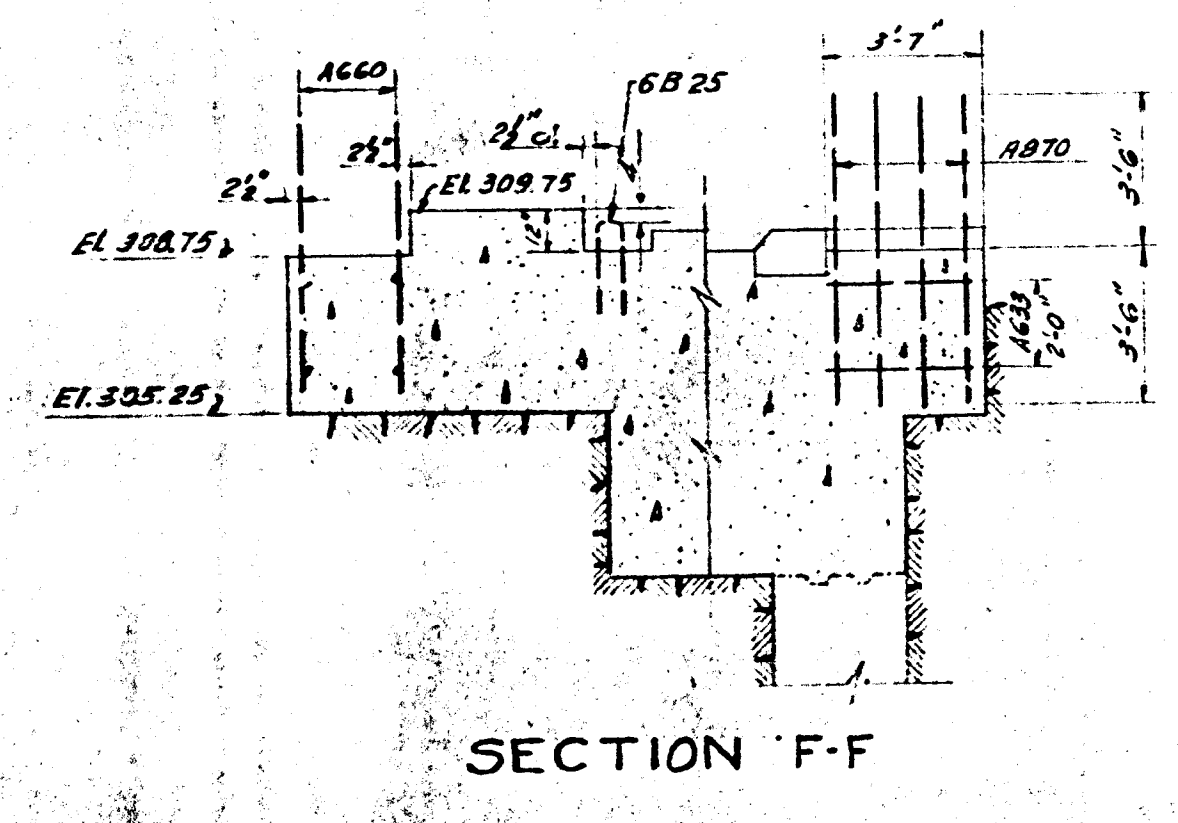 3'-7"
A660
6B25
2½" cl.
2½"
A870
3'-6"
2½"
El. 309.75
12"
El. 308.75
A633
2'-0"
3'-6"
El. 305.25
SECTION F-F